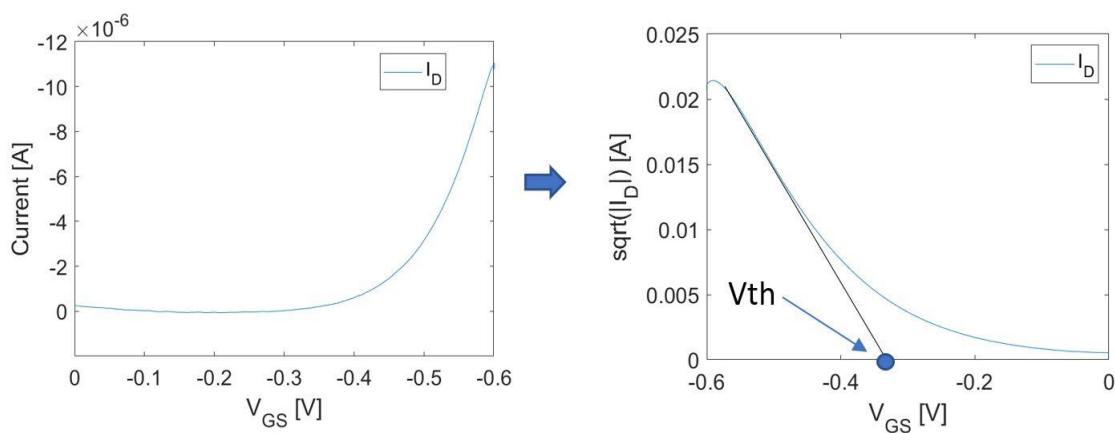 ×10⁻⁶
-12
-10
-8
-6
-4
-2
0
Current [A]
I_D
0 -0.1 -0.2 -0.3 -0.4 -0.5 -0.6
V_GS [V]
0.025
0.02
0.015
0.01
0.005
0
sqrt(|I_D|) [A]
I_D
Vth
-0.6 -0.4 -0.2 0
V_GS [V]